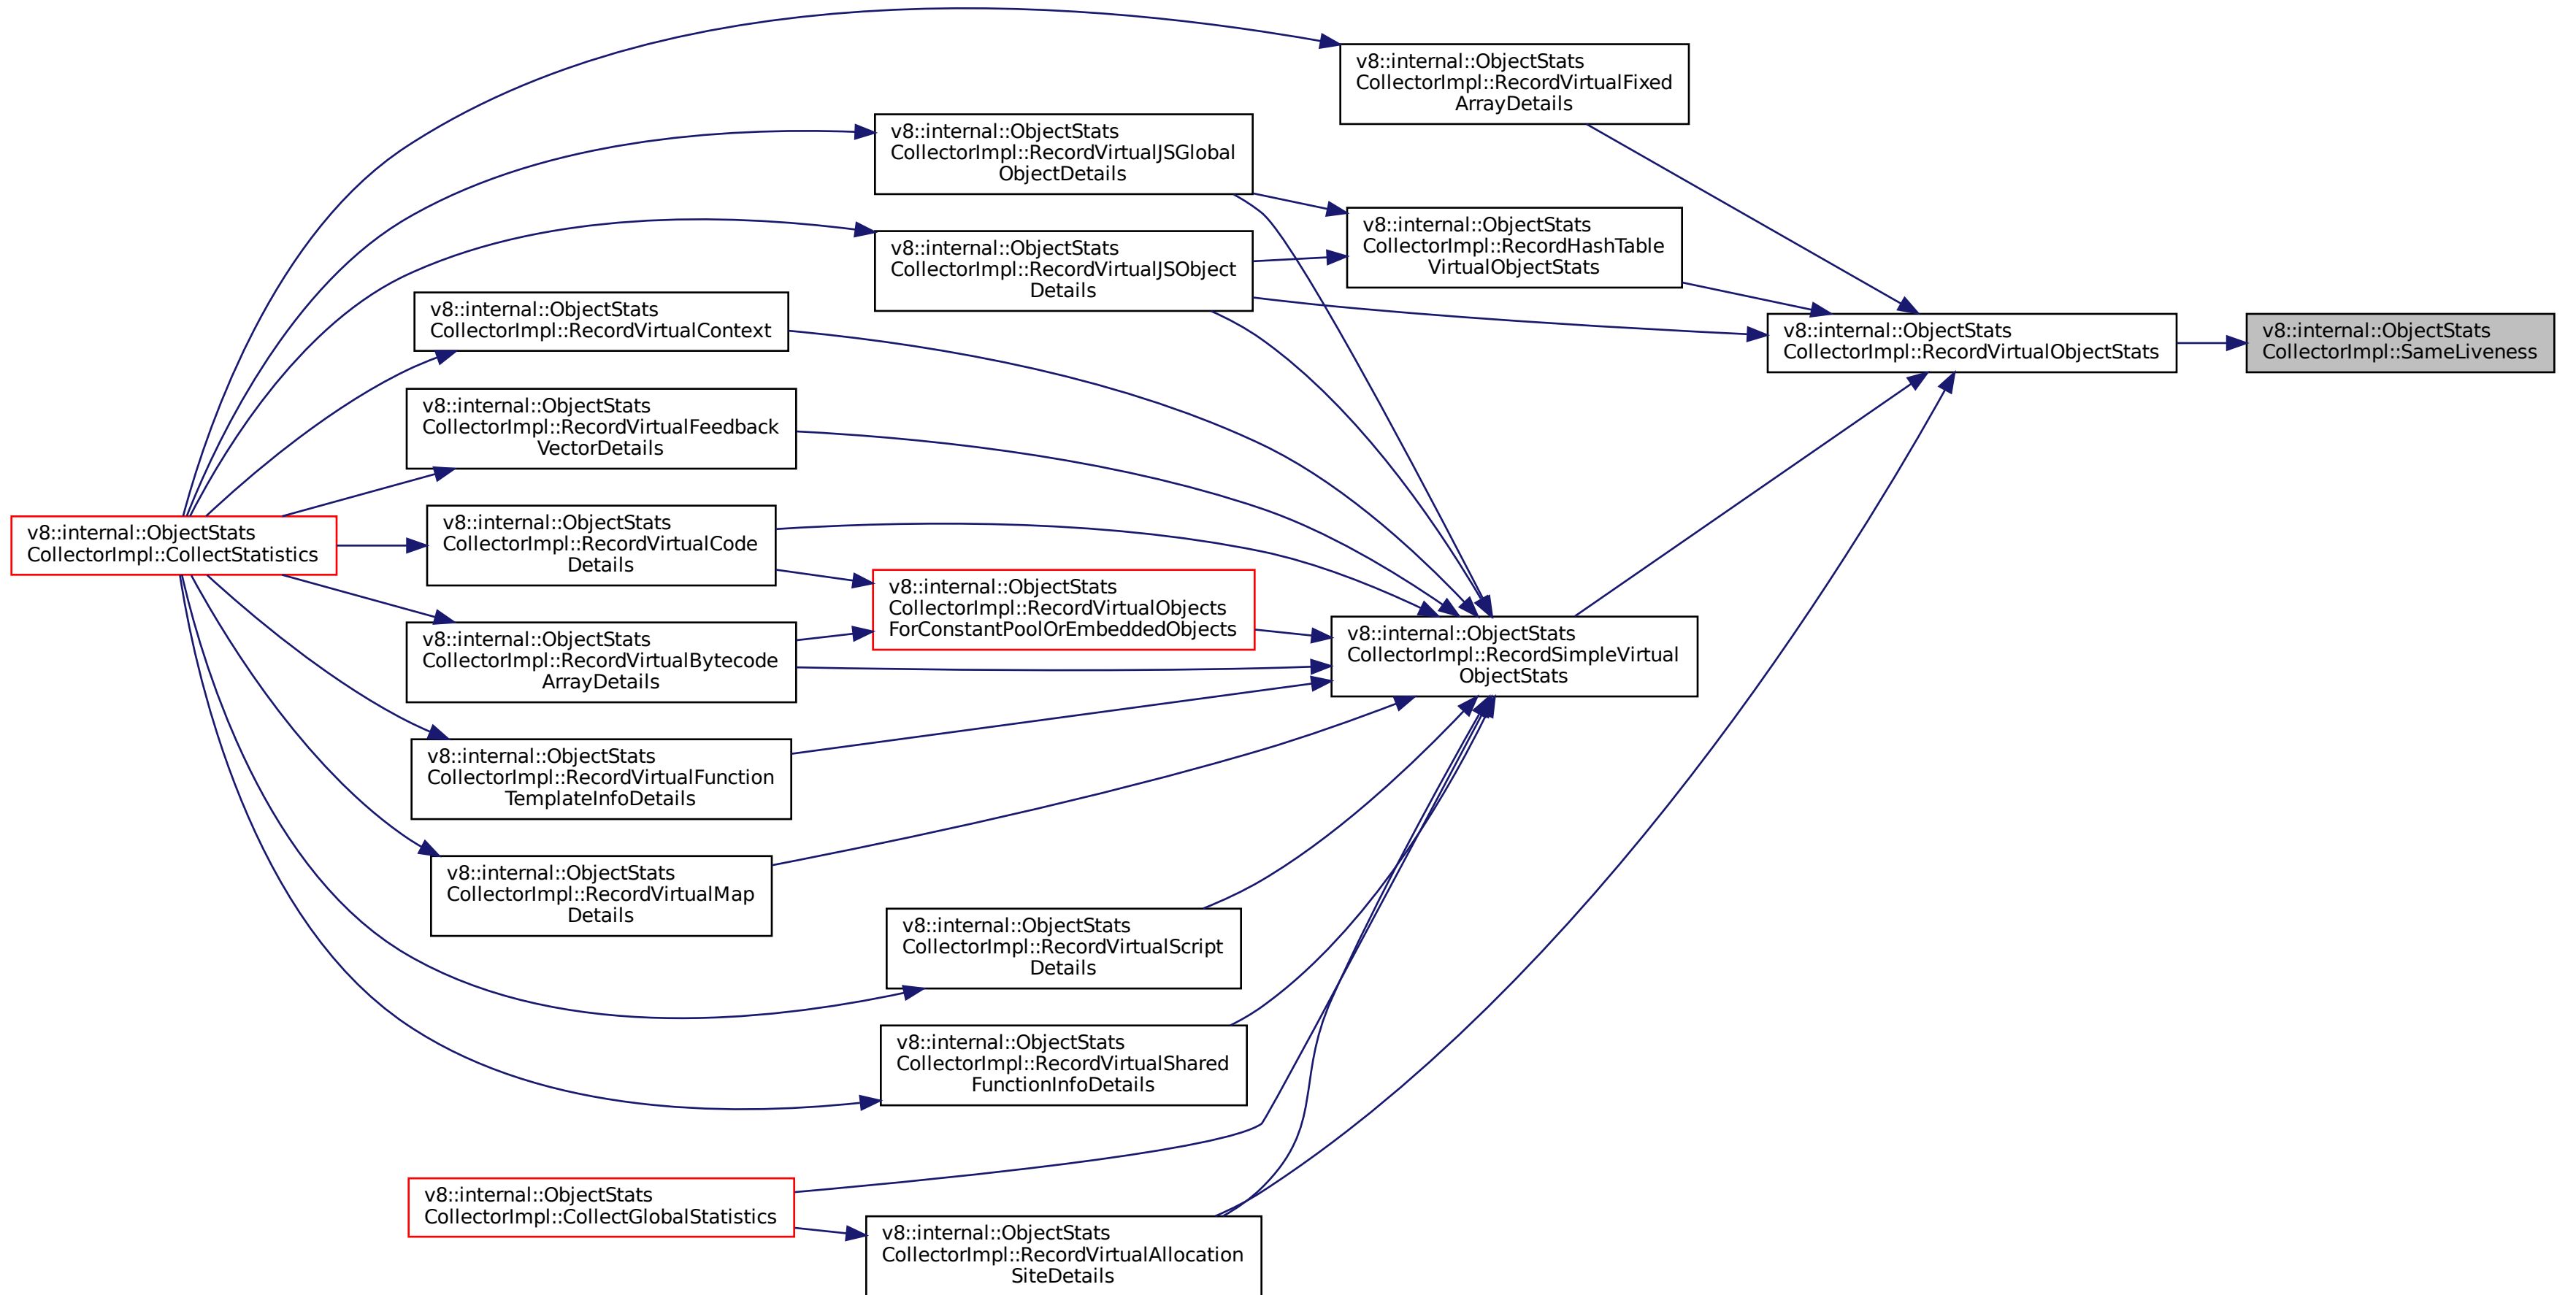 v8::internal::ObjectStats
CollectorImpl::RecordVirtualFixed
ArrayDetails
v8::internal::ObjectStats
CollectorImpl::RecordVirtualJSGlobal
ObjectDetails
v8::internal::ObjectStats
CollectorImpl::RecordHashTable
VirtualObjectStats
v8::internal::ObjectStats
CollectorImpl::RecordVirtualJSObject
Details
v8::internal::ObjectStats
CollectorImpl::RecordVirtualContext
v8::internal::ObjectStats
CollectorImpl::RecordVirtualObjectStats
v8::internal::ObjectStats
CollectorImpl::SameLiveness
v8::internal::ObjectStats
CollectorImpl::RecordVirtualFeedback
VectorDetails
v8::internal::ObjectStats
CollectorImpl::CollectStatistics
v8::internal::ObjectStats
CollectorImpl::RecordVirtualCode
Details
v8::internal::ObjectStats
CollectorImpl::RecordVirtualObjects
ForConstantPoolOrEmbeddedObjects
v8::internal::ObjectStats
CollectorImpl::RecordVirtualBytecode
ArrayDetails
v8::internal::ObjectStats
CollectorImpl::RecordSimpleVirtual
ObjectStats
v8::internal::ObjectStats
CollectorImpl::RecordVirtualFunction
TemplateInfoDetails
v8::internal::ObjectStats
CollectorImpl::RecordVirtualMap
Details
v8::internal::ObjectStats
CollectorImpl::RecordVirtualScript
Details
v8::internal::ObjectStats
CollectorImpl::RecordVirtualShared
FunctionInfoDetails
v8::internal::ObjectStats
CollectorImpl::CollectGlobalStatistics
v8::internal::ObjectStats
CollectorImpl::RecordVirtualAllocation
SiteDetails